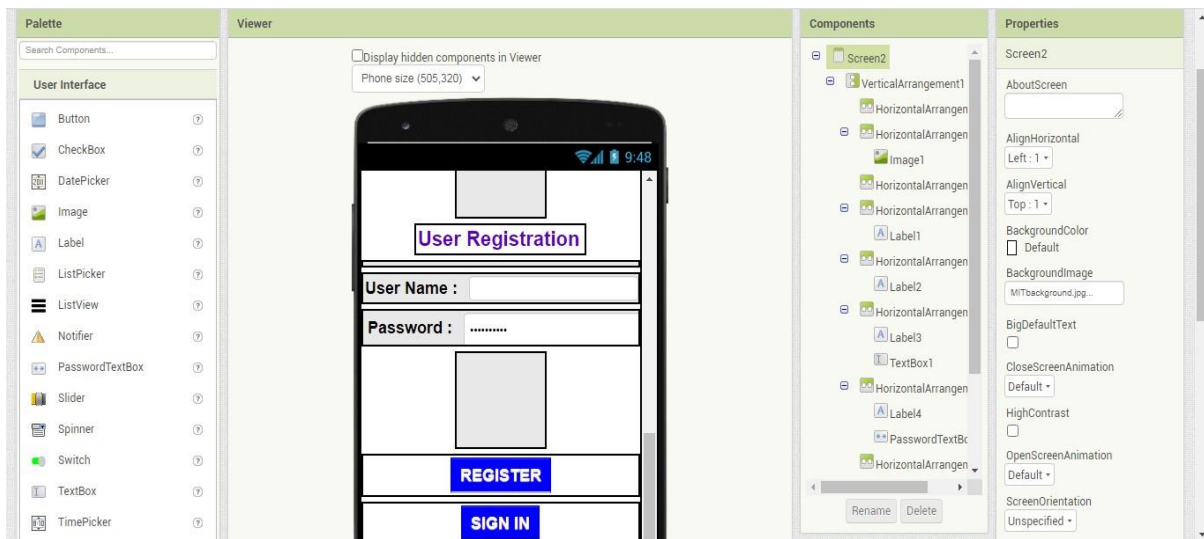 Palette
Search Components...
User Interface
Button
CheckBox
DatePicker
Image
Label
ListPicker
ListView
Notifier
PasswordTextBox
Slider
Spinner
Switch
TextBox
TimePicker
Viewer
Display hidden components in Viewer
Phone size (505,320)
9:48
User Registration
User Name :
Password :
REGISTER
SIGN IN
Components
Screen2
VerticalArrangement1
HorizontalArrangen
HorizontalArrangen
Image1
HorizontalArrangen
HorizontalArrangen
Label1
HorizontalArrangen
Label2
HorizontalArrangen
Label3
TextBox1
HorizontalArrangen
Label4
PasswordTextBo
HorizontalArrangen
Rename
Delete
Properties
Screen2
AboutScreen
AlignHorizontal
Left : 1
AlignVertical
Top : 1
BackgroundColor
Default
BackgroundImage
MITbackground.jpg...
BigDefaultText
CloseScreenAnimation
Default
HighContrast
OpenScreenAnimation
Default
ScreenOrientation
Unspecified